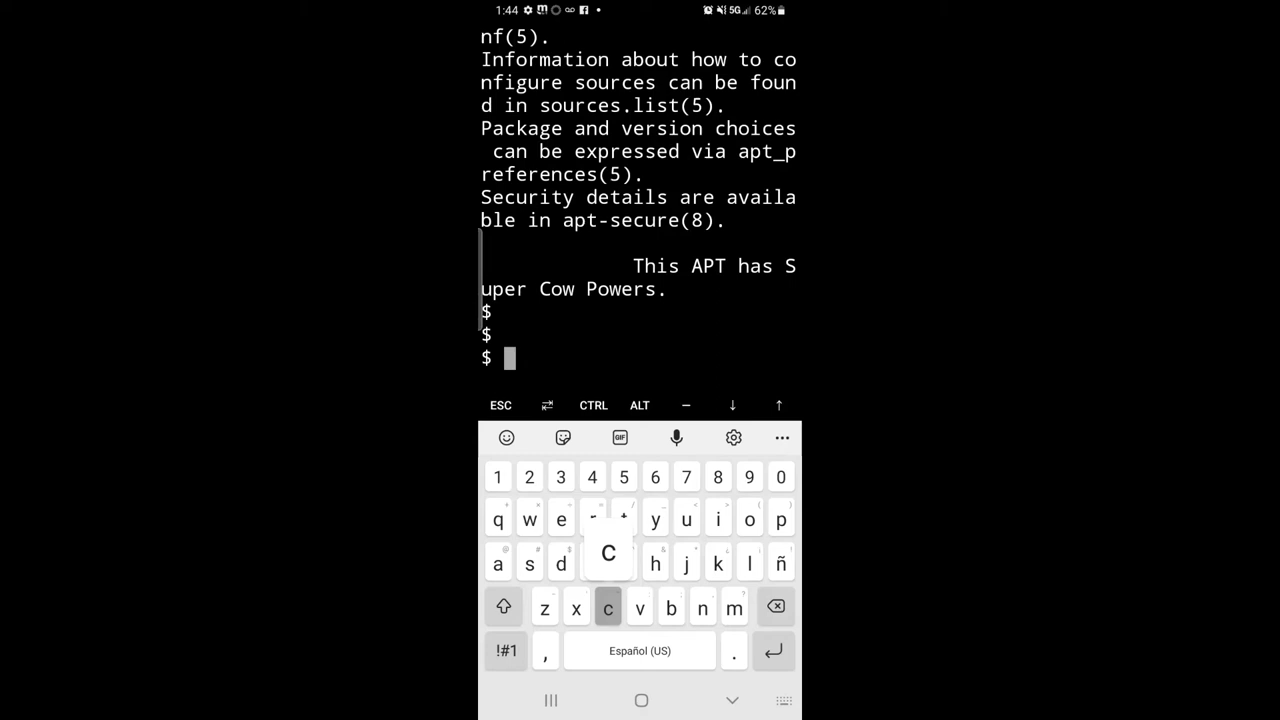 1:44 5G 62%
nf(5).
Information about how to co
nfigure sources can be foun
d in sources.list(5).
Package and version choices
 can be expressed via apt_p
references(5).
Security details are availa
ble in apt-secure(8).
This APT has S
uper Cow Powers.
$
$
$
ESC ⇄ CTRL ALT – ↓ ↑
GIF
1 2 3 4 5 6 7 8 9 0
q w e y u i o p
a s d h j k l ñ
c
z x c v b n m
!#1 , Español (US) .